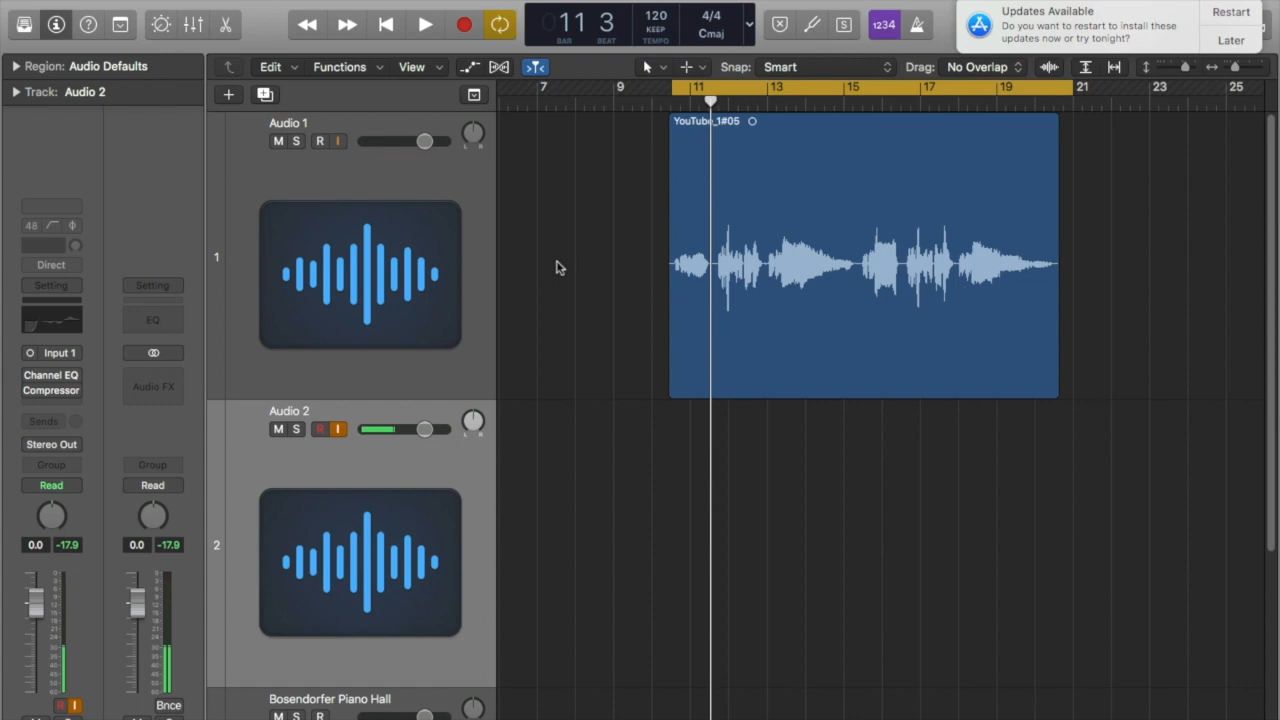 11 3
BAR BEAT
120
KEEP
TEMPO
4/4
Cmaj
1234
Updates Available
Do you want to restart to install these
updates now or try tonight?
Restart
Later
Region: Audio Defaults
Track: Audio 2
Edit Functions View
Snap: Smart
Drag: No Overlap
7 9 11 13 15 17 19 21 23 25
Audio 1
M S R I
L R
1
YouTube_1#05
Audio 2
M S R I
L R
2
Bosendorfer Piano Hall
M S R
48
Direct
Setting Setting
EQ
Input 1
Channel EQ
Compressor
Audio FX
Sends
Stereo Out
Group Group
Read Read
0.0 -17.9 0.0 -17.9
R I
Bnce